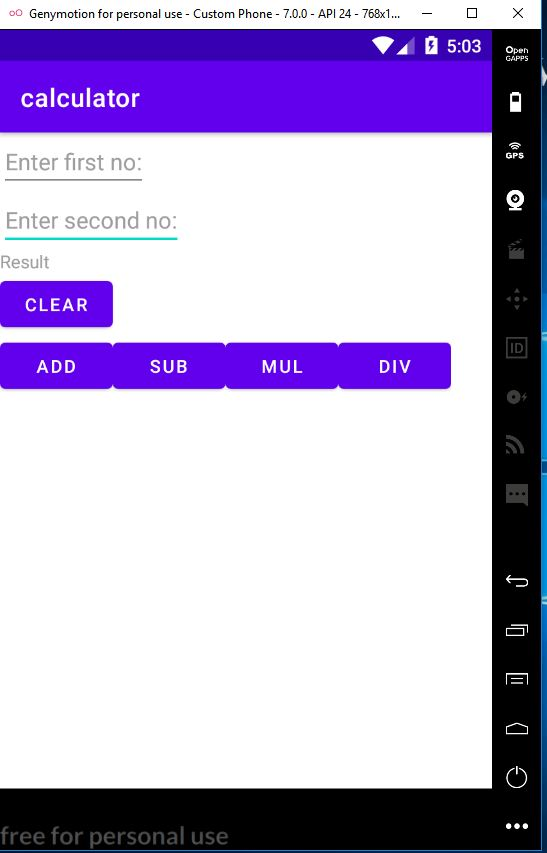 Genymotion for personal use - Custom Phone - 7.0.0 - API 24 - 768x1...
5:03
Open
GAPPS
calculator
GPS
Enter first no:
Enter second no:
Result
CLEAR
ID
ADD SUB MUL DIV
free for personal use